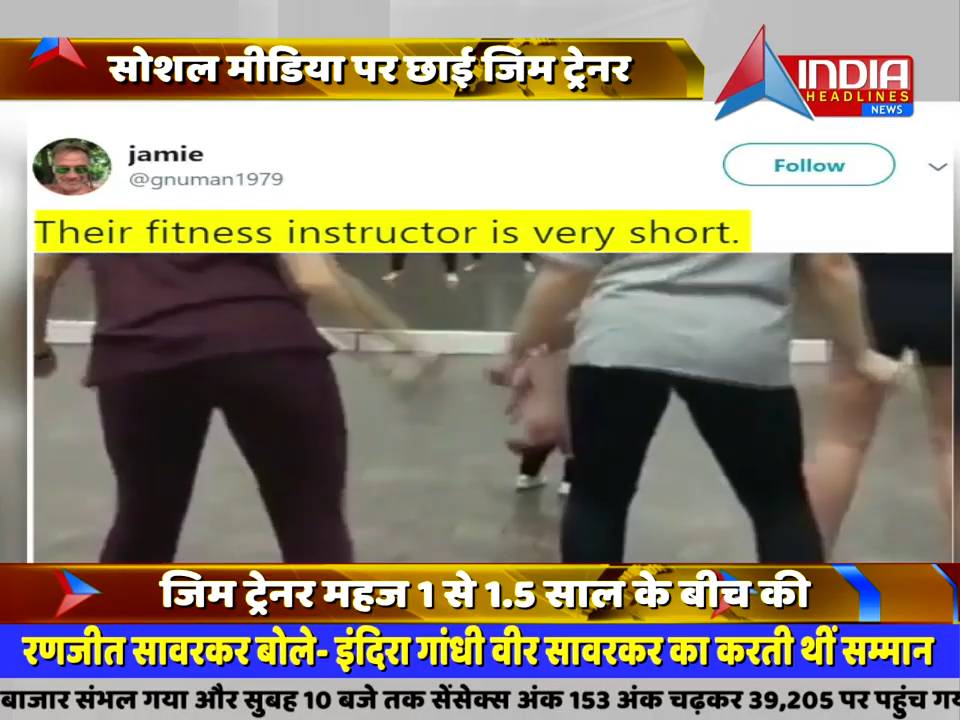 सोशल मीडिया पर छाई जिम ट्रेनर
INDIA
HEADLINES
NEWS
jamie
@gnuman1979
Follow
Their fitness instructor is very short.
जिम ट्रेनर महज 1 से 1.5 साल के बीच की
रणजीत सावरकर बोले- इंदिरा गांधी वीर सावरकर का करती थीं सम्मान
बाजार संभल गया और सुबह 10 बजे तक सेंसेक्स अंक 153 अंक चढ़कर 39,205 पर पहुंच